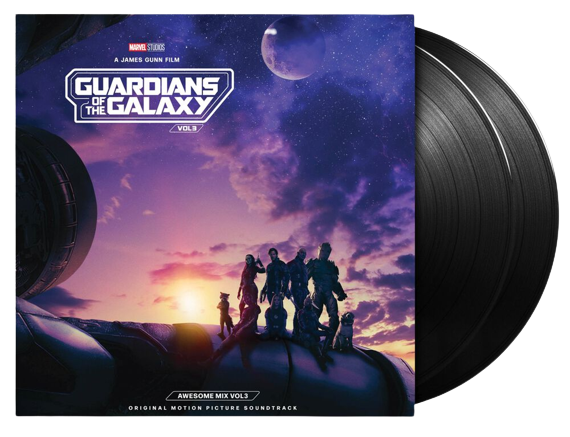 MARVEL STUDIOS
A JAMES GUNN FILM
GUARDIANS
OF THE GALAXY
VOL3
AWESOME MIX VOL3
ORIGINAL MOTION PICTURE SOUNDTRACK